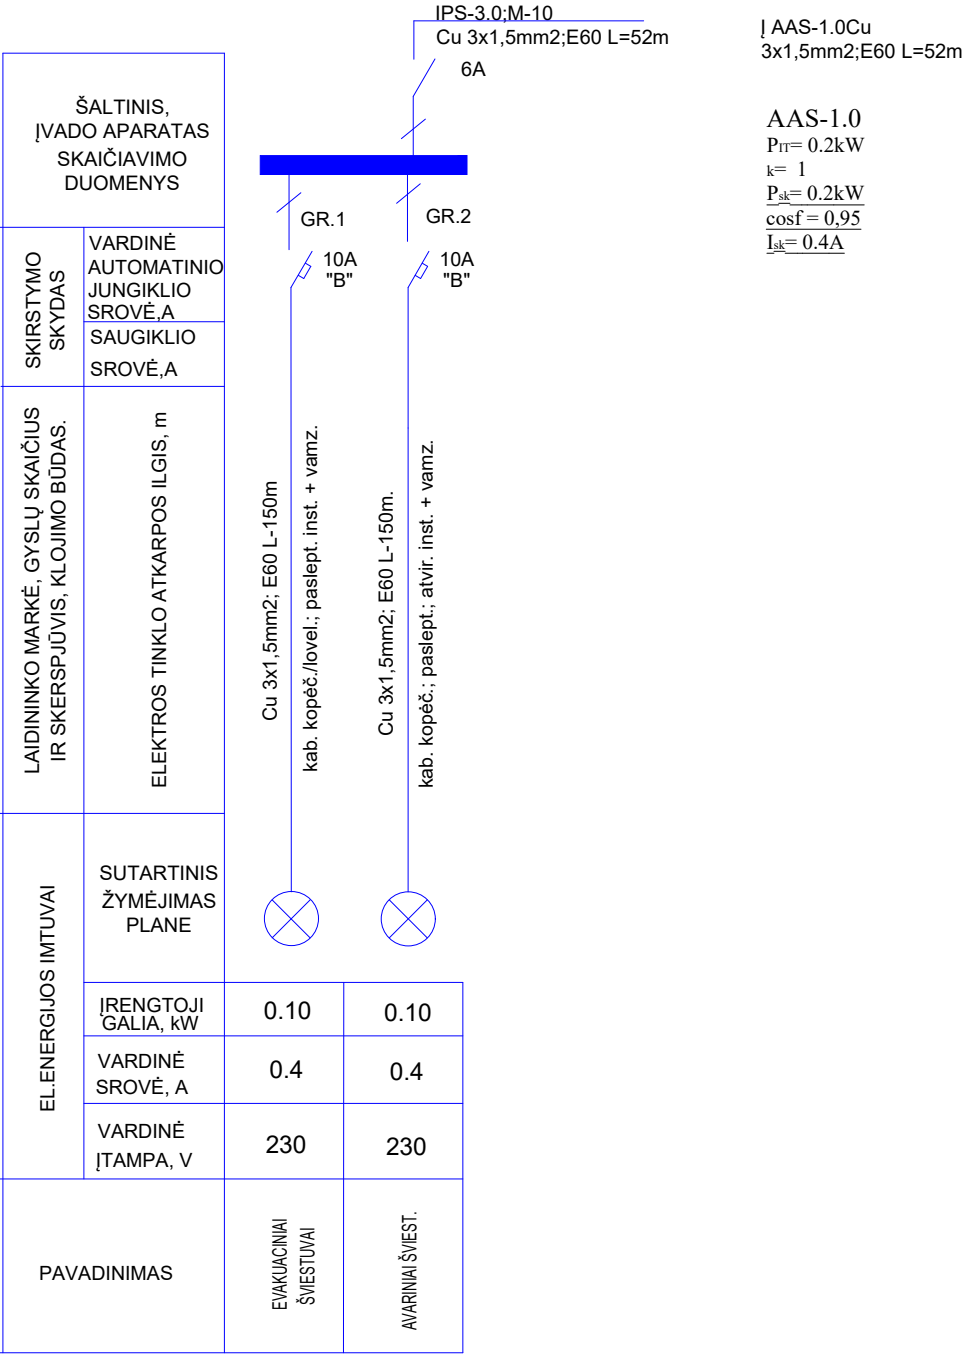 IPS-3.0;M-10
Cu 3x1,5mm2;E60 L=52m
6A
Į AAS-1.0Cu
3x1,5mm2;E60 L=52m
AAS-1.0
PIT= 0.2kW
k= 1
Psk= 0.2kW
cosf = 0,95
Isk= 0.4A
ŠALTINIS,
ĮVADO APARATAS
SKAIČIAVIMO
DUOMENYS
GR.1
GR.2
SKIRSTYMO
SKYDAS
VARDINĖ
AUTOMATINIO
JUNGIKLIO
SROVĖ,A
10A
"B"
10A
"B"
SAUGIKLIO
SROVĖ,A
LAIDININKO MARKĖ, GYSLŲ SKAIČIUS
IR SKERSPJŪVIS, KLOJIMO BŪDAS.
ELEKTROS TINKLO ATKARPOS ILGIS, m
Cu 3x1,5mm2; E60 L-150m
kab. kopėč./lovel.; paslept. inst. + vamz.
Cu 3x1,5mm2; E60 L-150m.
kab. kopėč.; paslept.; atvir. inst. + vamz.
EL.ENERGIJOS IMTUVAI
SUTARTINIS
ŽYMĖJIMAS
PLANE
ĮRENGTOJI
GALIA, kW
0.10
0.10
VARDINĖ
SROVĖ, A
0.4
0.4
VARDINĖ
ĮTAMPA, V
230
230
PAVADINIMAS
EVAKUACINIAI
ŠVIESTUVAI
AVARINIAI ŠVIEST.